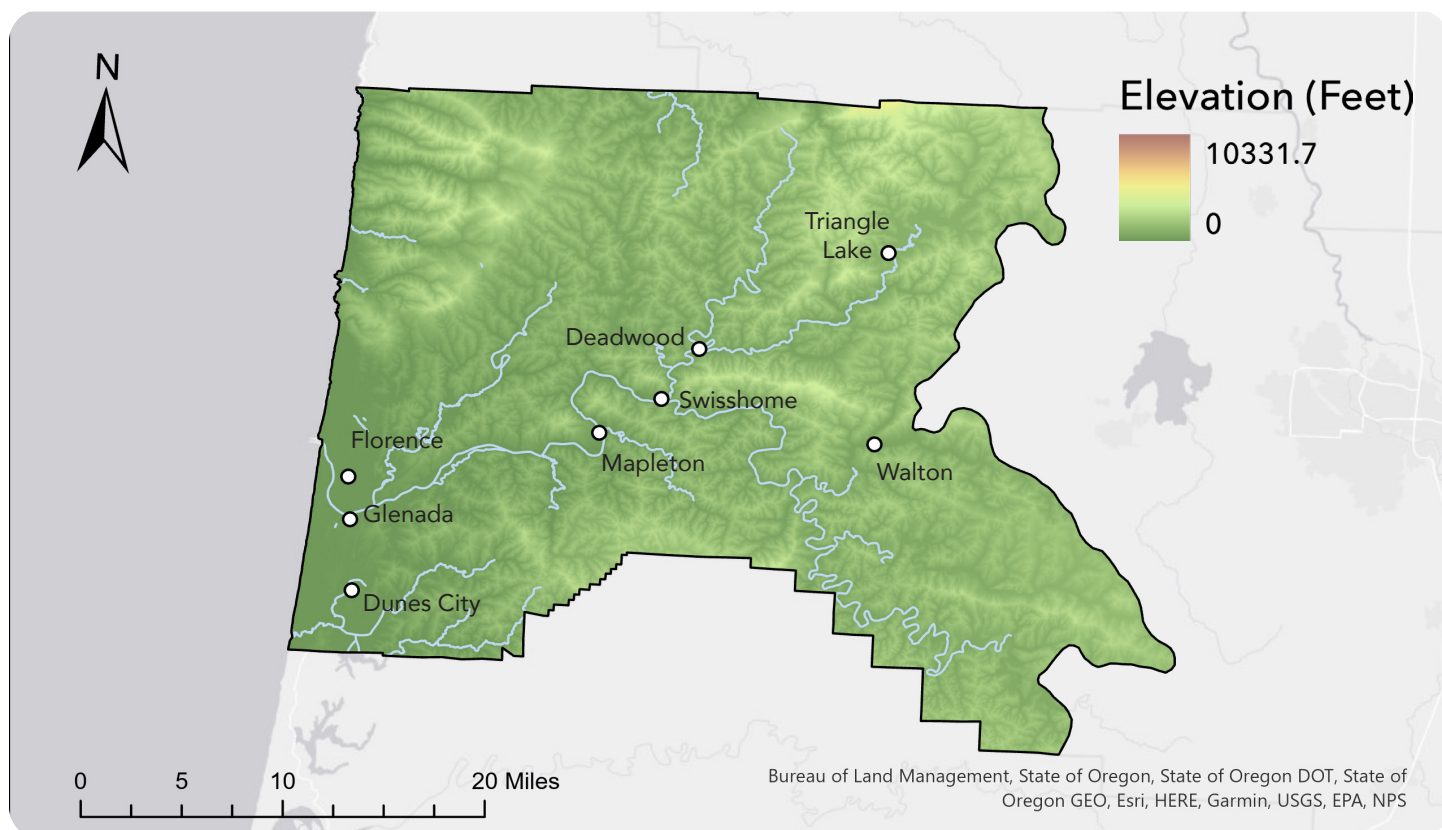 N
Elevation (Feet)
10331.7
0
Triangle
Lake
Deadwood
Swisshome
Florence
Mapleton
Walton
Glenada
Dunes City
0 5 10 20 Miles
Bureau of Land Management, State of Oregon, State of Oregon DOT, State of
Oregon GEO, Esri, HERE, Garmin, USGS, EPA, NPS